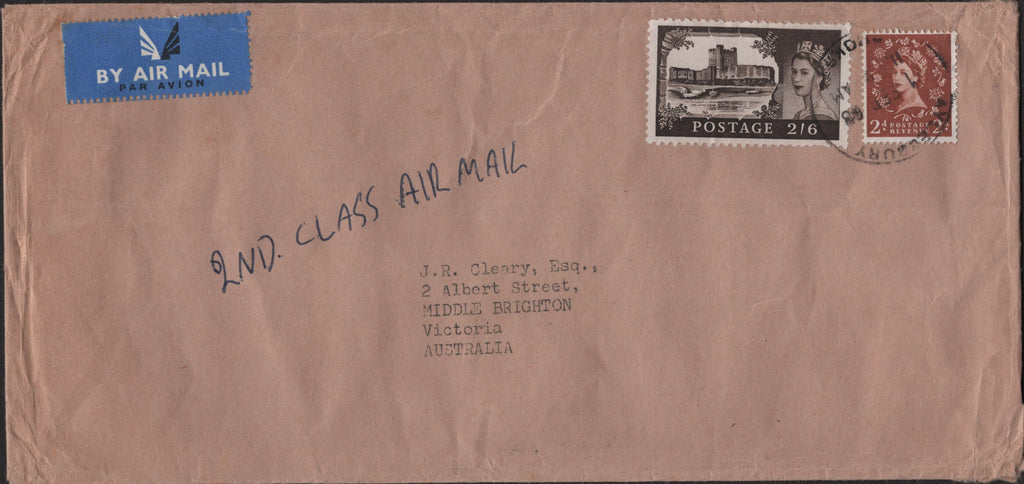 BY AIR MAIL
PAR AVION
POSTAGE 2/6
2d POSTAGE
REVENUE
AM
2ND. CLASS AIR MAIL
J.R. Cleary, Esq.,
2 Albert Street,
MIDDLE BRIGHTON
Victoria
AUSTRALIA